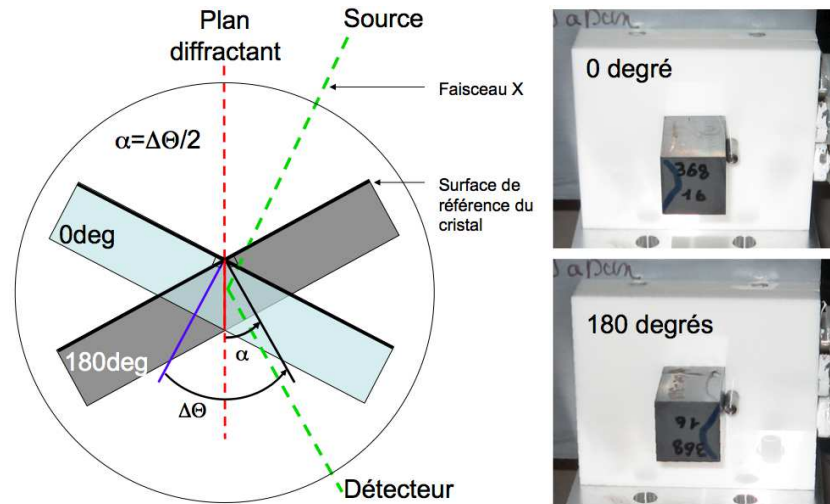 Plan
diffractant
Source
Faisceau X
α=ΔΘ/2
Surface de
référence du
cristal
0deg
180deg
α
ΔΘ
Détecteur
0 degré
368
16
180 degrés
16
368